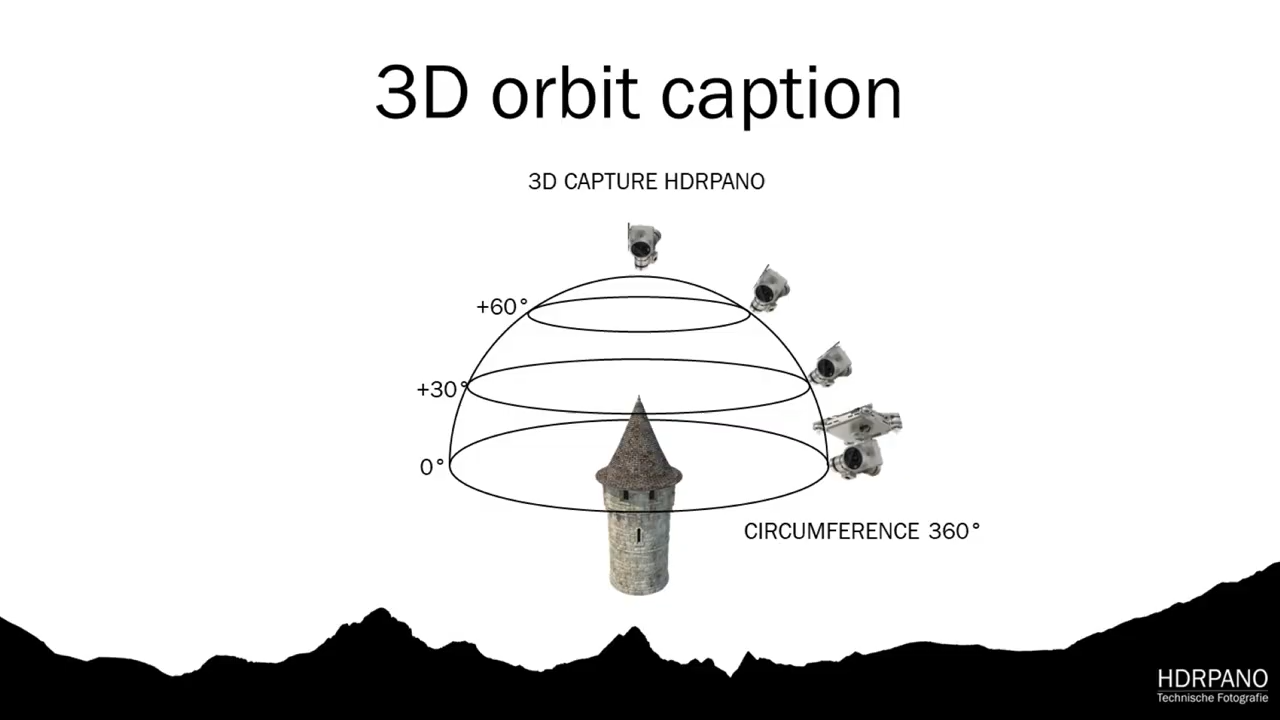 3D orbit caption
3D CAPTURE HDRPANO
+60°
+30°
0°
CIRCUMFERENCE 360°
HDRPANO
Technische Fotografie